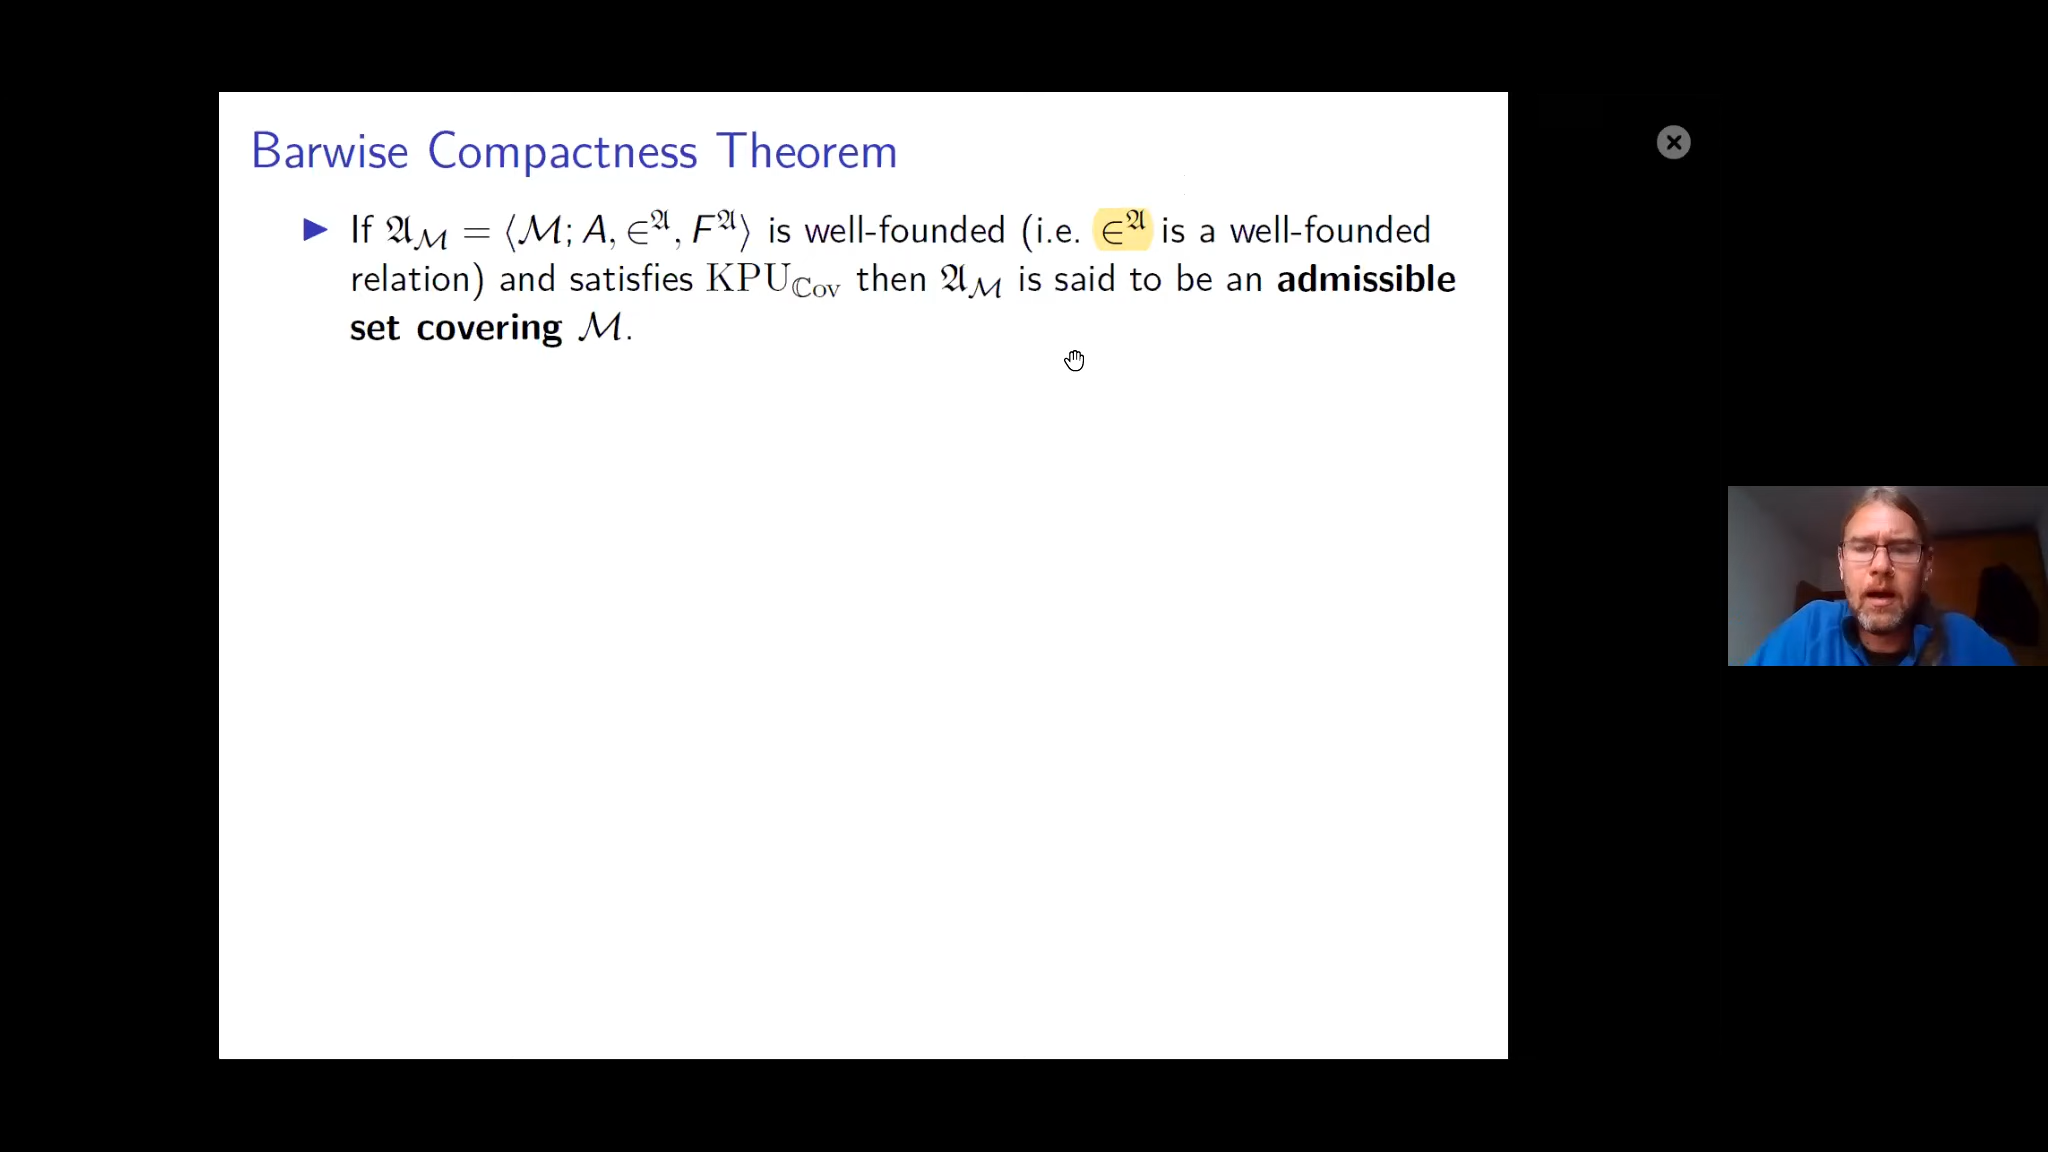 Barwise Compactness Theorem
▶ If 𝔄_ℳ = ⟨ℳ; A, ∈^𝔄, F^𝔄⟩ is well-founded (i.e. ∈^𝔄 is a well-founded
relation) and satisfies KPU_ℂov then 𝔄_ℳ is said to be an admissible
set covering ℳ.